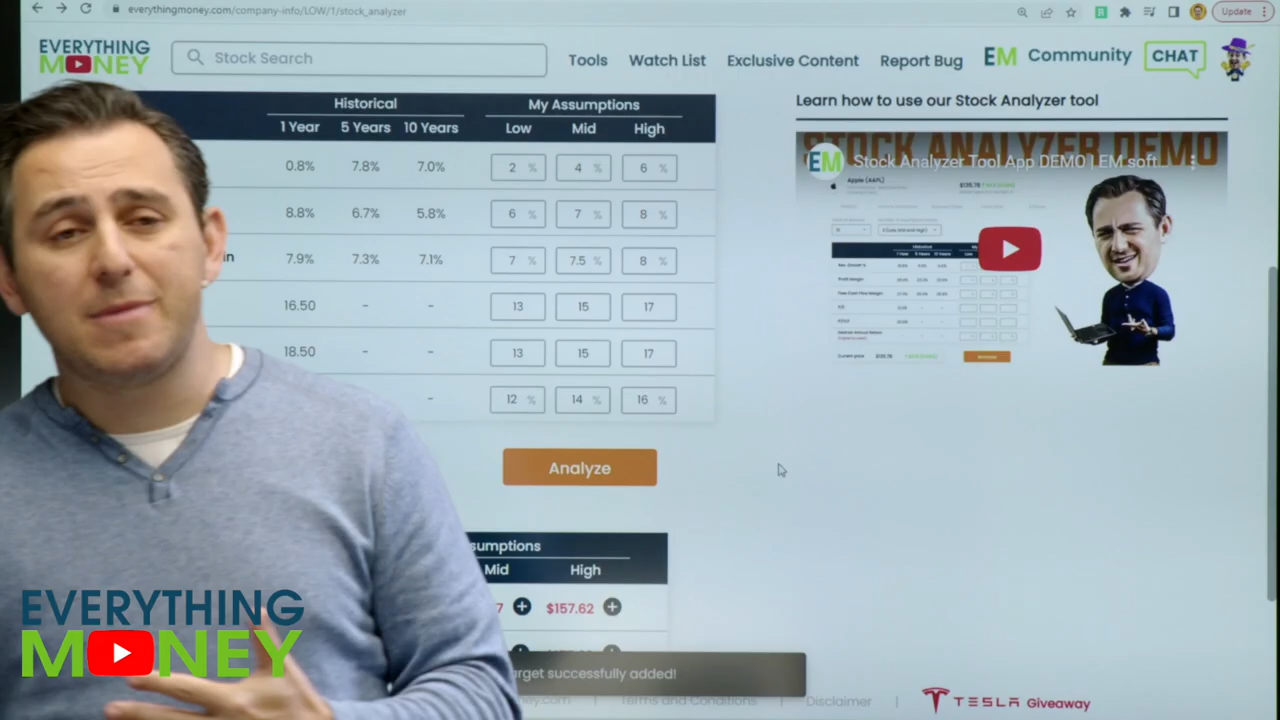 everythingmoney.com/company-info/LOW/1/stock_analyzer
Update
EVERYTHING
MONEY
Stock Search
Tools
Watch List
Exclusive Content
Report Bug
EM Community
CHAT
Historical
My Assumptions
1 Year
5 Years
10 Years
Low
Mid
High
0.8% 7.8% 7.0% 2 % 4 % 6 %
8.8% 6.7% 5.8% 6 % 7 % 8 %
in 7.9% 7.3% 7.1% 7 % 7.5 % 8 %
16.50 - - 13 15 17
18.50 - - 13 15 17
- 12 % 14 % 16 %
Analyze
sumptions
Mid High
7 $157.62
rget successfully added!
Terms and Conditions
Disclaimer
TESLA Giveaway
Learn how to use our Stock Analyzer tool
STOCK ANALYZER DEMO
EM Stock Analyzer Tool App DEMO | EM soft...
Apple (AAPL)
EVERYTHING
MONEY